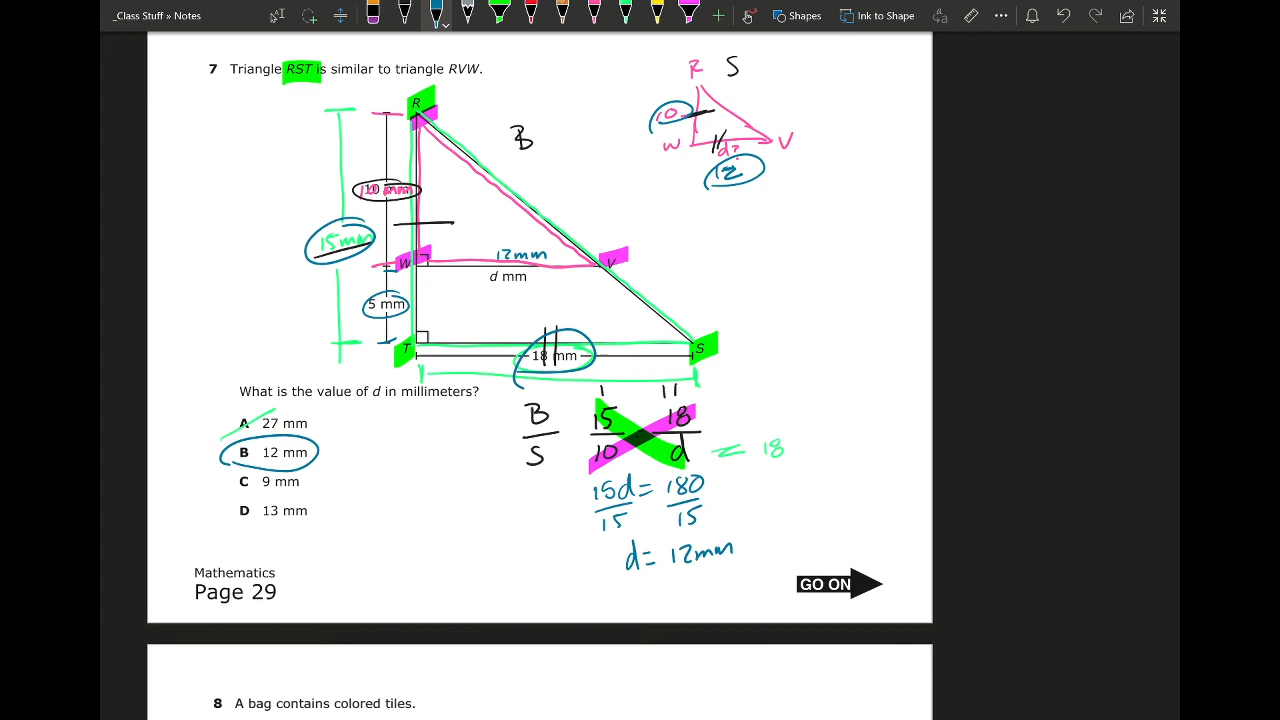 _Class Stuff » Notes
Shapes
Ink to Shape
7 Triangle RST is similar to triangle RVW.
R S
10
W d? V
12
R
B
10 mm
15mm
12mm
W V
d mm
5 mm
T S
18 mm
What is the value of d in millimeters?
A 27 mm
B 12 mm
C 9 mm
D 13 mm
B 15 18
S 10 d < 18
15d = 180
15 15
d = 12mm
Mathematics
Page 29
GO ON
8 A bag contains colored tiles.